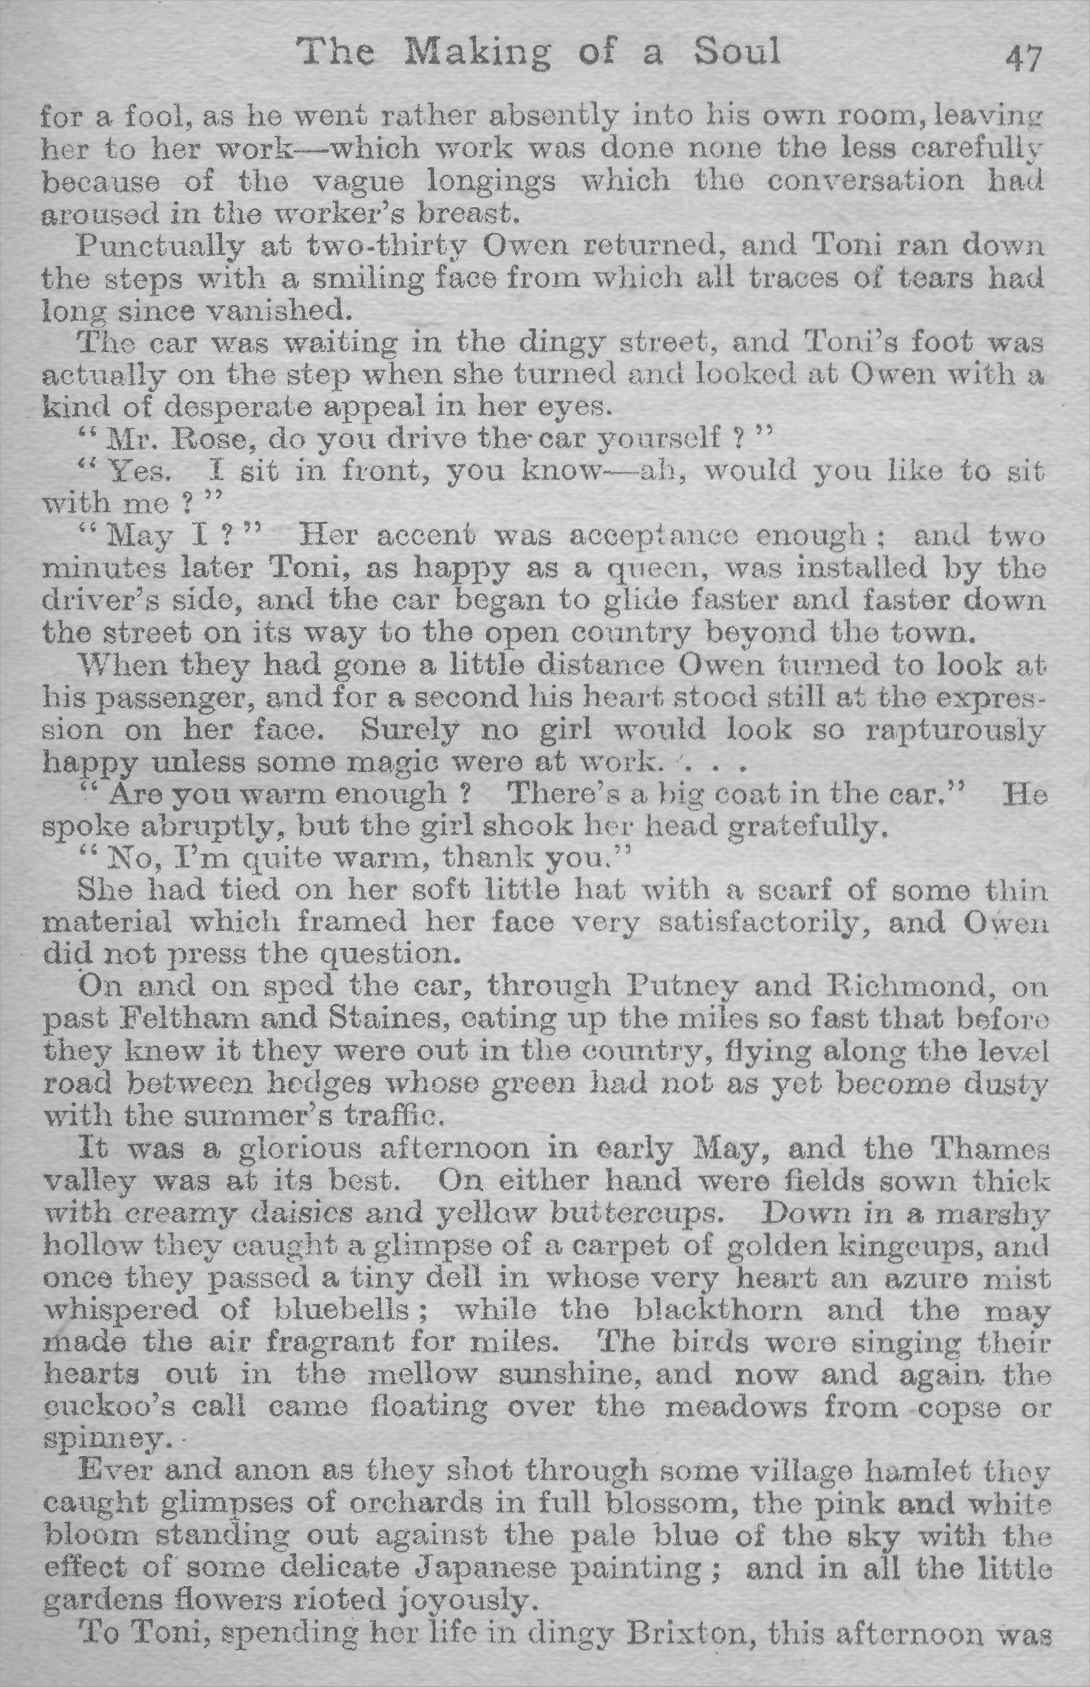 The Making of a Soul 47
for a fool, as he went rather absently into his own room, leaving
her to her work—which work was done none the less carefully
because of the vague longings which the conversation had
aroused in the worker's breast.
Punctually at two-thirty Owen returned, and Toni ran down
the steps with a smiling face from which all traces of tears had
long since vanished.
The car was waiting in the dingy street, and Toni's foot was
actually on the step when she turned and looked at Owen with a
kind of desperate appeal in her eyes.
“Mr. Rose, do you drive the car yourself ?”
“Yes. I sit in front, you know—ah, would you like to sit
with me ?”
“May I ?” Her accent was acceptance enough ; and two
minutes later Toni, as happy as a queen, was installed by the
driver's side, and the car began to glide faster and faster down
the street on its way to the open country beyond the town.
When they had gone a little distance Owen turned to look at
his passenger, and for a second his heart stood still at the expres-
sion on her face. Surely no girl would look so rapturously
happy unless some magic were at work. . . .
“Are you warm enough ? There's a big coat in the car.” He
spoke abruptly, but the girl shook her head gratefully.
“No, I'm quite warm, thank you.”
She had tied on her soft little hat with a scarf of some thin
material which framed her face very satisfactorily, and Owen
did not press the question.
On and on sped the car, through Putney and Richmond, on
past Feltham and Staines, eating up the miles so fast that before
they knew it they were out in the country, flying along the level
road between hedges whose green had not as yet become dusty
with the summer's traffic.
It was a glorious afternoon in early May, and the Thames
valley was at its best. On either hand were fields sown thick
with creamy daisies and yellow buttercups. Down in a marshy
hollow they caught a glimpse of a carpet of golden kingcups, and
once they passed a tiny dell in whose very heart an azure mist
whispered of bluebells ; while the blackthorn and the may
made the air fragrant for miles. The birds were singing their
hearts out in the mellow sunshine, and now and again the
cuckoo's call came floating over the meadows from copse or
spinney.
Ever and anon as they shot through some village hamlet they
caught glimpses of orchards in full blossom, the pink and white
bloom standing out against the pale blue of the sky with the
effect of some delicate Japanese painting ; and in all the little
gardens flowers rioted joyously.
To Toni, spending her life in dingy Brixton, this afternoon was